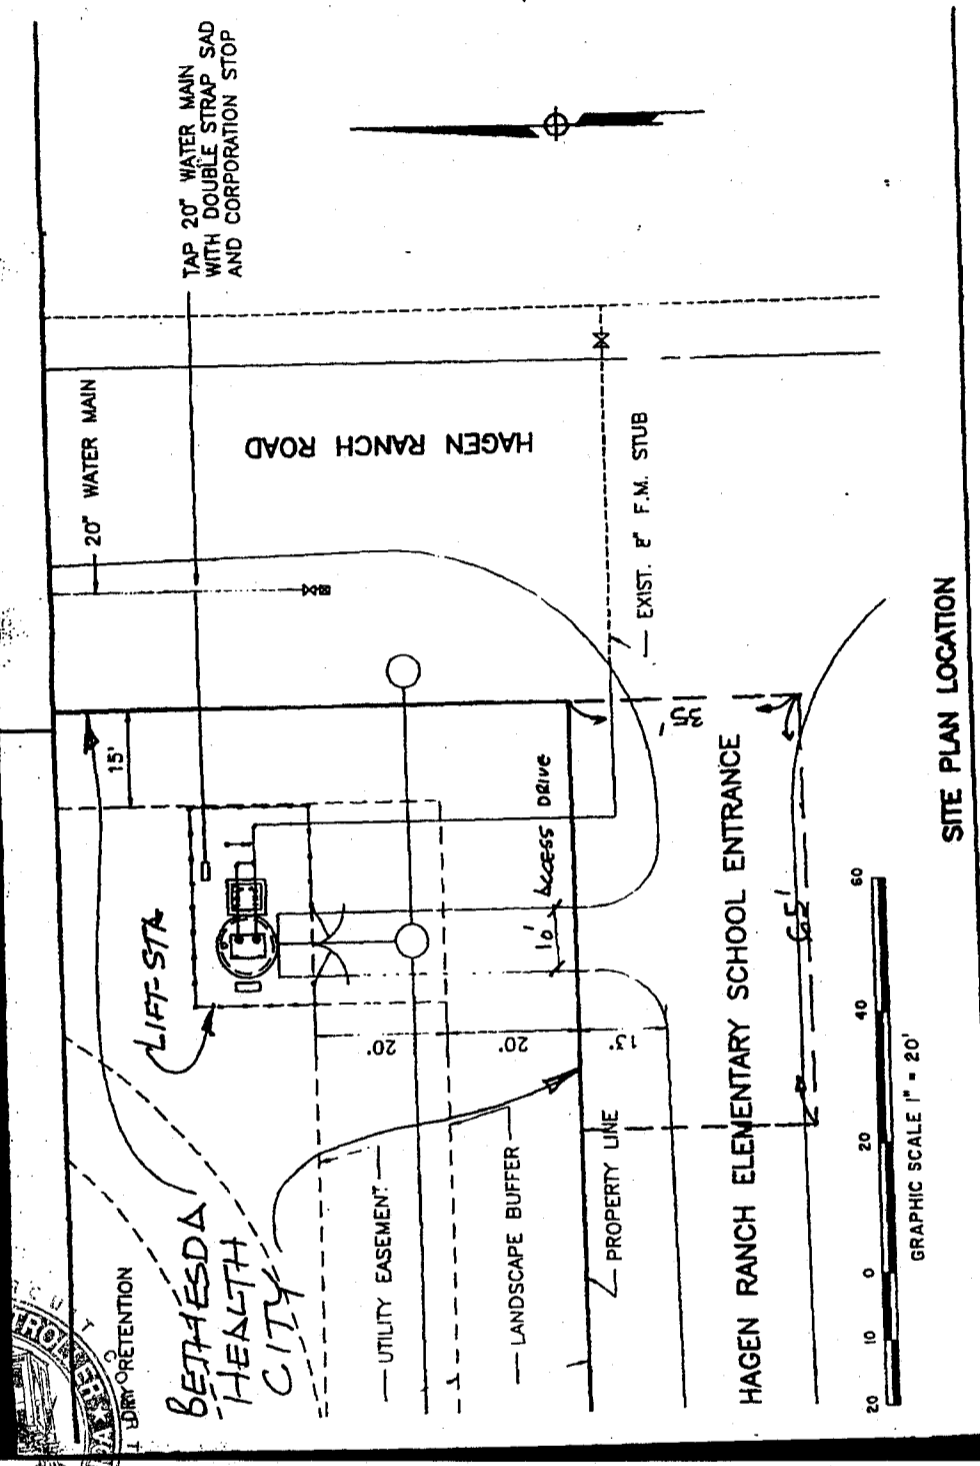 TAP 20" WATER MAIN
WITH DOUBLE STRAP SAD
AND CORPORATION STOP
20" WATER MAIN
HAGEN RANCH ROAD
EXIST. 8" F.M. STUB
15'
LIFT-STA
10' ACCESS DRIVE
35'
20'
20'
13'
65'
BETHESDA
HEALTH
CITY
DRY RETENTION
UTILITY EASEMENT
LANDSCAPE BUFFER
PROPERTY LINE
HAGEN RANCH ELEMENTARY SCHOOL ENTRANCE
20 10 0 20 40 60
GRAPHIC SCALE 1" = 20'
SITE PLAN LOCATION